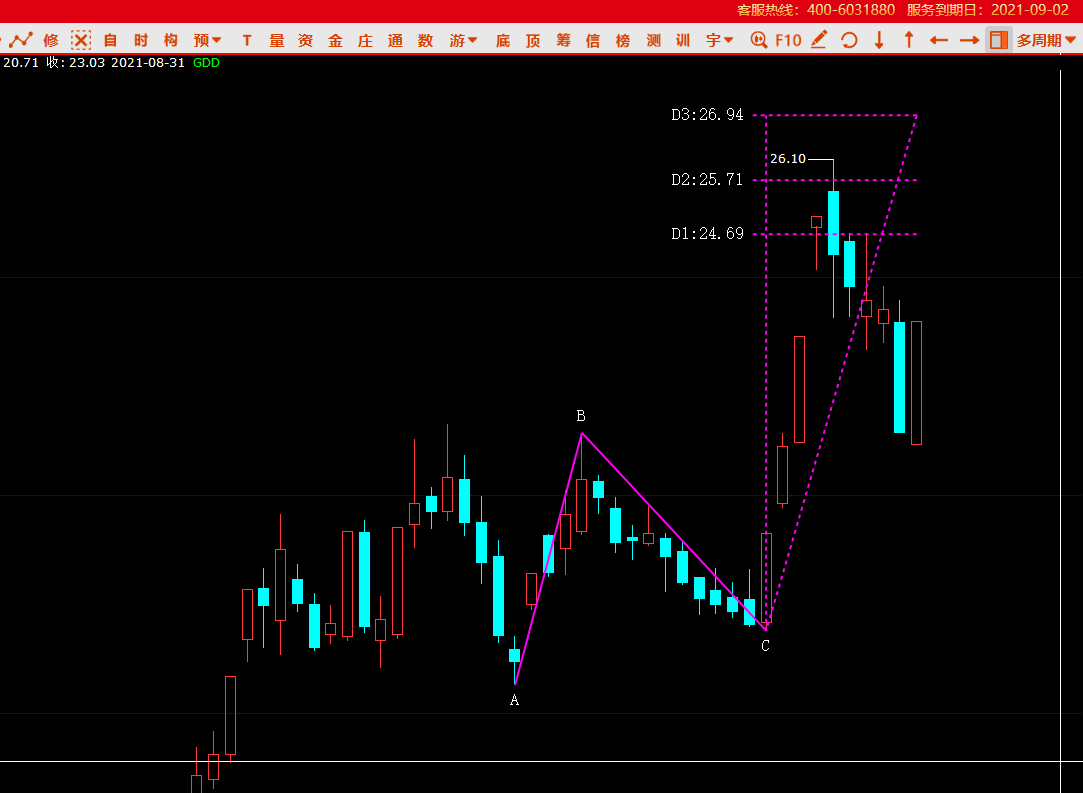 客服热线：400-6031880 服务到期日：2021-09-02
修 自 时 构 预 T 量 资 金 庄 通 数 游 底 顶 筹 信 榜 测 训 字 F10 多周期
20.71 收: 23.03 2021-08-31 GDD
D3:26.94
26.10
D2:25.71
D1:24.69
B
C
A